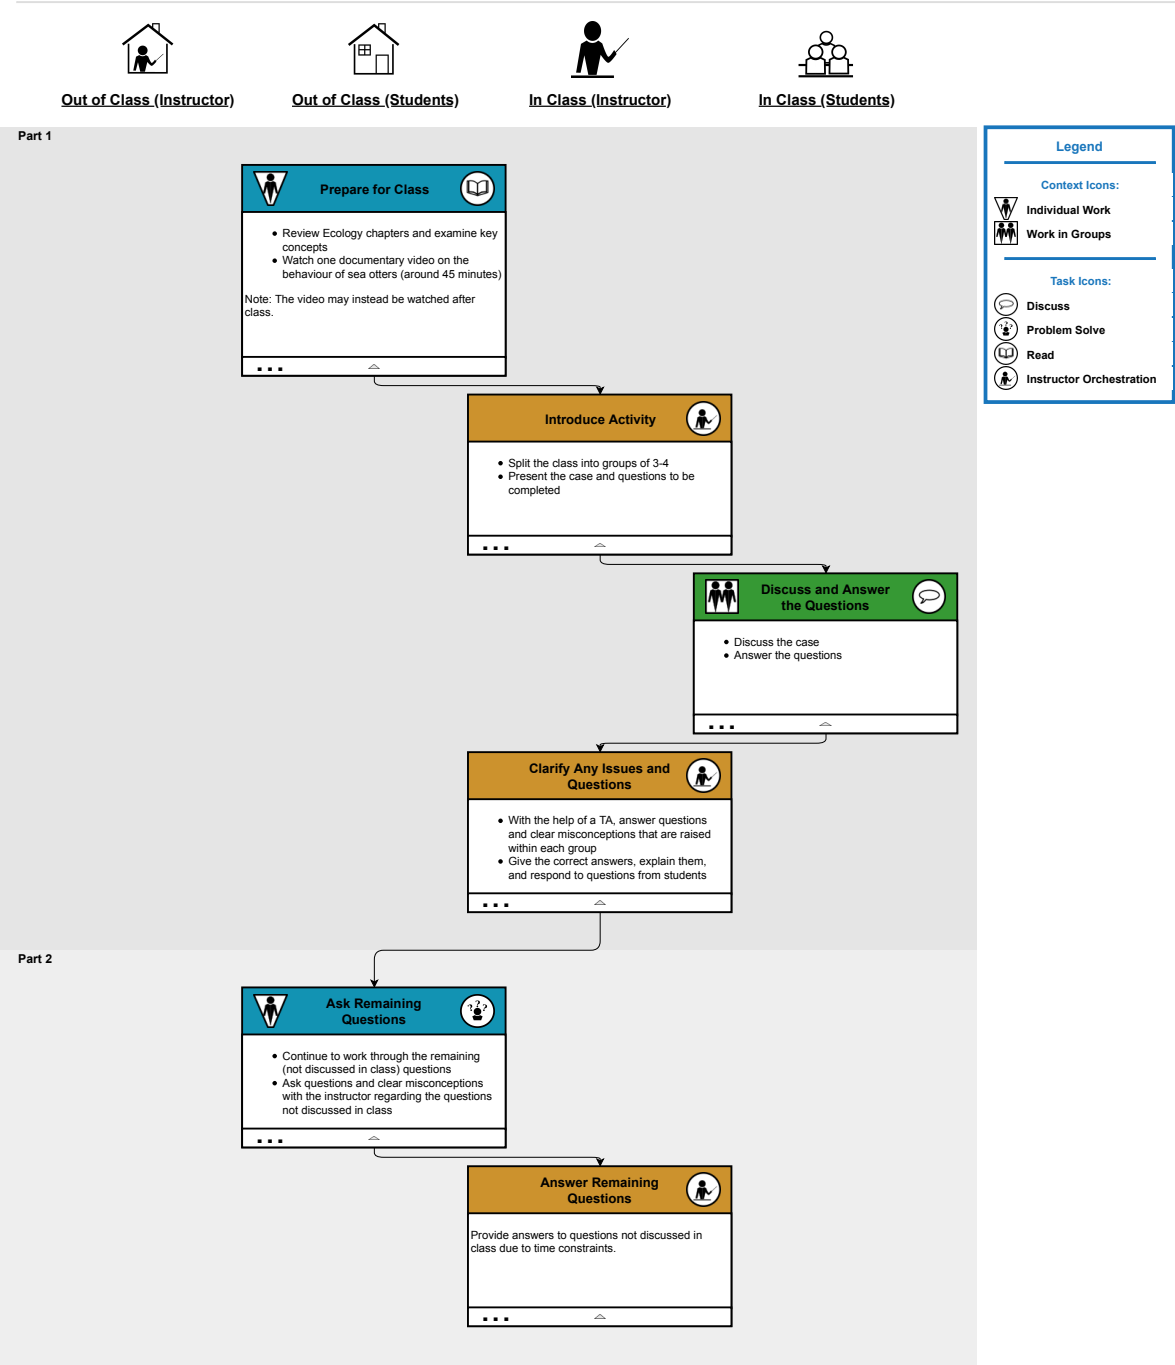 Out of Class (Instructor)
Out of Class (Students)
In Class (Instructor)
In Class (Students)
Part 1
Legend
Context Icons:
Individual Work
Work in Groups
Task Icons:
Discuss
Problem Solve
Read
Instructor Orchestration
Prepare for Class
• Review Ecology chapters and examine key
concepts
• Watch one documentary video on the
behaviour of sea otters (around 45 minutes)
Note: The video may instead be watched after
class.
Introduce Activity
• Split the class into groups of 3-4
• Present the case and questions to be
completed
Discuss and Answer
the Questions
• Discuss the case
• Answer the questions
Clarify Any Issues and
Questions
• With the help of a TA, answer questions
and clear misconceptions that are raised
within each group
• Give the correct answers, explain them,
and respond to questions from students
Part 2
Ask Remaining
Questions
• Continue to work through the remaining
(not discussed in class) questions
• Ask questions and clear misconceptions
with the instructor regarding the questions
not discussed in class
Answer Remaining
Questions
Provide answers to questions not discussed in
class due to time constraints.